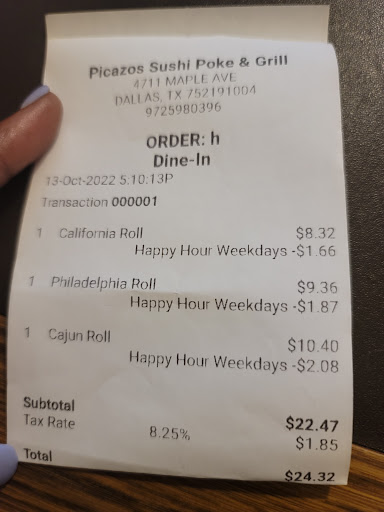 Picazos Sushi Poke & Grill
4711 MAPLE AVE
DALLAS, TX 752191004
9725980396
ORDER: h
Dine-In
13-Oct-2022 5:10:13P
Transaction 000001
1 California Roll $8.32
Happy Hour Weekdays -$1.66
1 Philadelphia Roll $9.36
Happy Hour Weekdays -$1.87
1 Cajun Roll $10.40
Happy Hour Weekdays -$2.08
Subtotal $22.47
Tax Rate 8.25% $1.85
Total $24.32